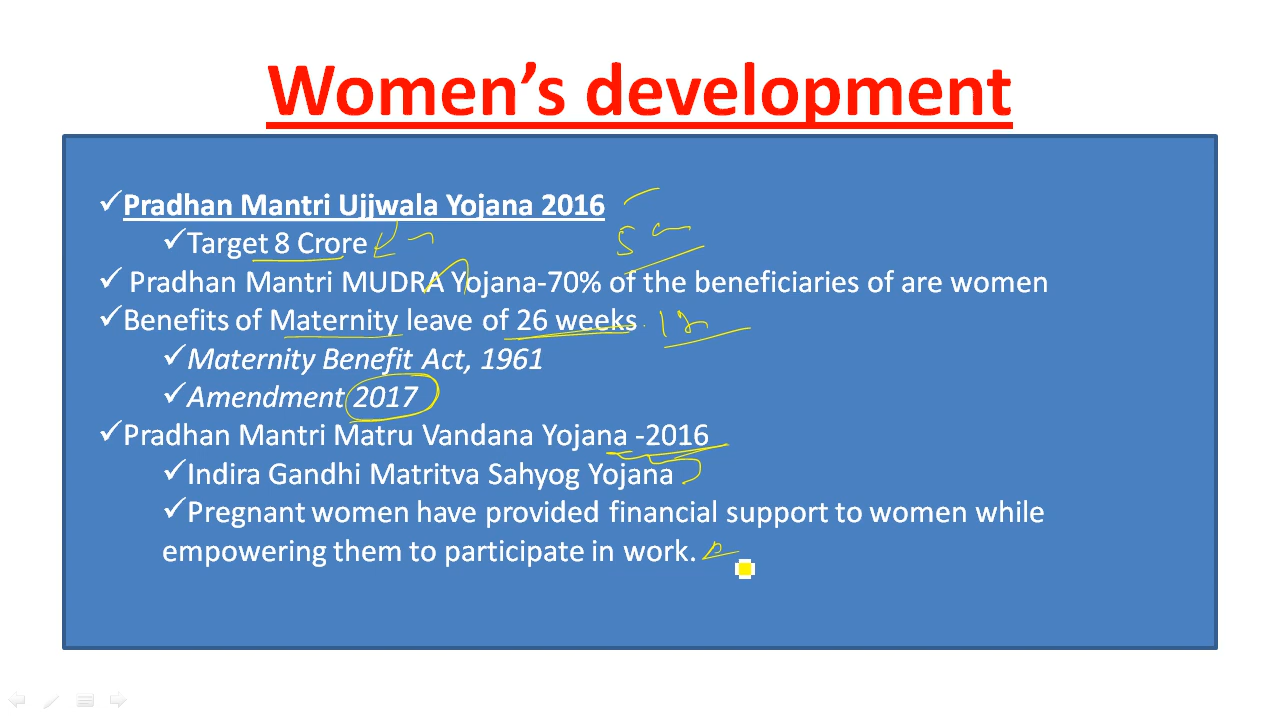 Women’s development
✓Pradhan Mantri Ujjwala Yojana 2016
✓Target 8 Crore
✓ Pradhan Mantri MUDRA Yojana-70% of the beneficiaries of are women
✓Benefits of Maternity leave of 26 weeks
✓Maternity Benefit Act, 1961
✓Amendment 2017
✓Pradhan Mantri Matru Vandana Yojana -2016
✓Indira Gandhi Matritva Sahyog Yojana
✓Pregnant women have provided financial support to women while
empowering them to participate in work.